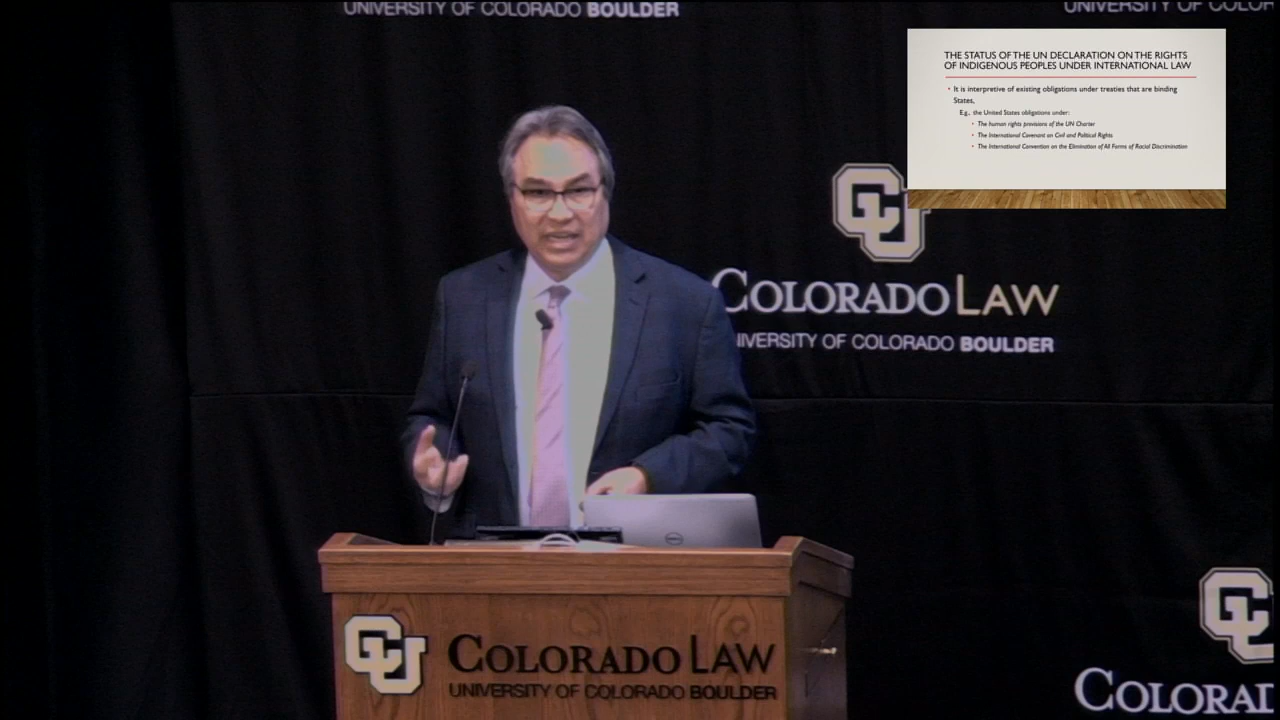 UNIVERSITY OF COLORADO BOULDER
UNIVERSITY OF COLOR
THE STATUS OF THE UN DECLARATION ON THE RIGHTS
OF INDIGENOUS PEOPLES UNDER INTERNATIONAL LAW
• It is interpretive of existing obligations under treaties that are binding
States,
E.g., the United States obligations under:
• The human rights provisions of the UN Charter
• The International Covenant on Civil and Political Rights
• The International Convention on the Elimination of All Forms of Racial Discrimination
CU
COLORADO LAW
IVERSITY OF COLORADO BOULDER
DELL
CU
COLORADO LAW
UNIVERSITY OF COLORADO BOULDER
CU
COLORAD